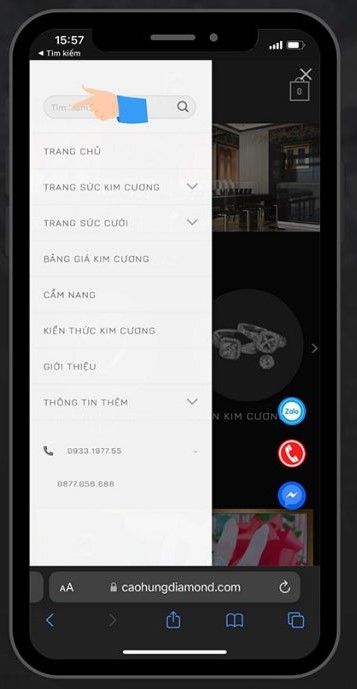 15:57
◀ Tìm kiếm
0
TRANG CHỦ
TRANG SỨC KIM CƯƠNG
TRANG SỨC CƯỚI
BẢNG GIÁ KIM CƯƠNG
CẨM NANG
KIẾN THỨC KIM CƯƠNG
GIỚI THIỆU
THÔNG TIN THÊM
N KIM CƯƠN
Zalo
0933.1977.55
0877.056.688
AA
caohungdiamond.com